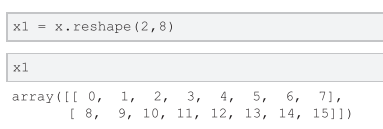 x1 = x.reshape(2,8)
x1
array([[ 0,  1,  2,  3,  4,  5,  6,  7],
       [ 8,  9, 10, 11, 12, 13, 14, 15]])